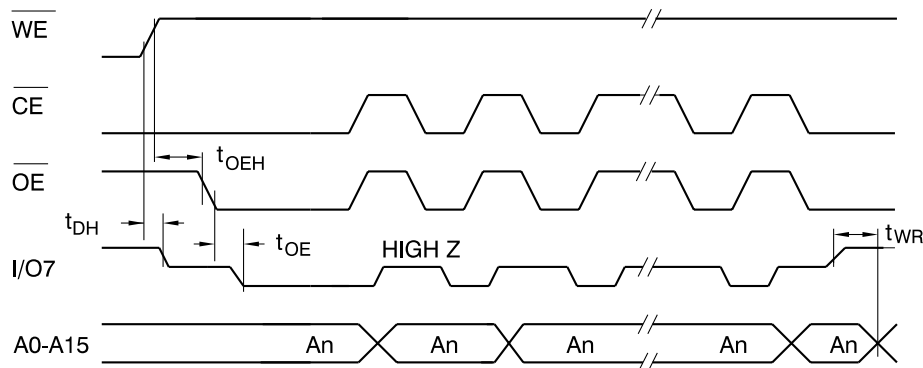 WE
CE
tOEH
OE
tDH
tOE
HIGH Z
tWR
I/O7
A0-A15
An An An An An